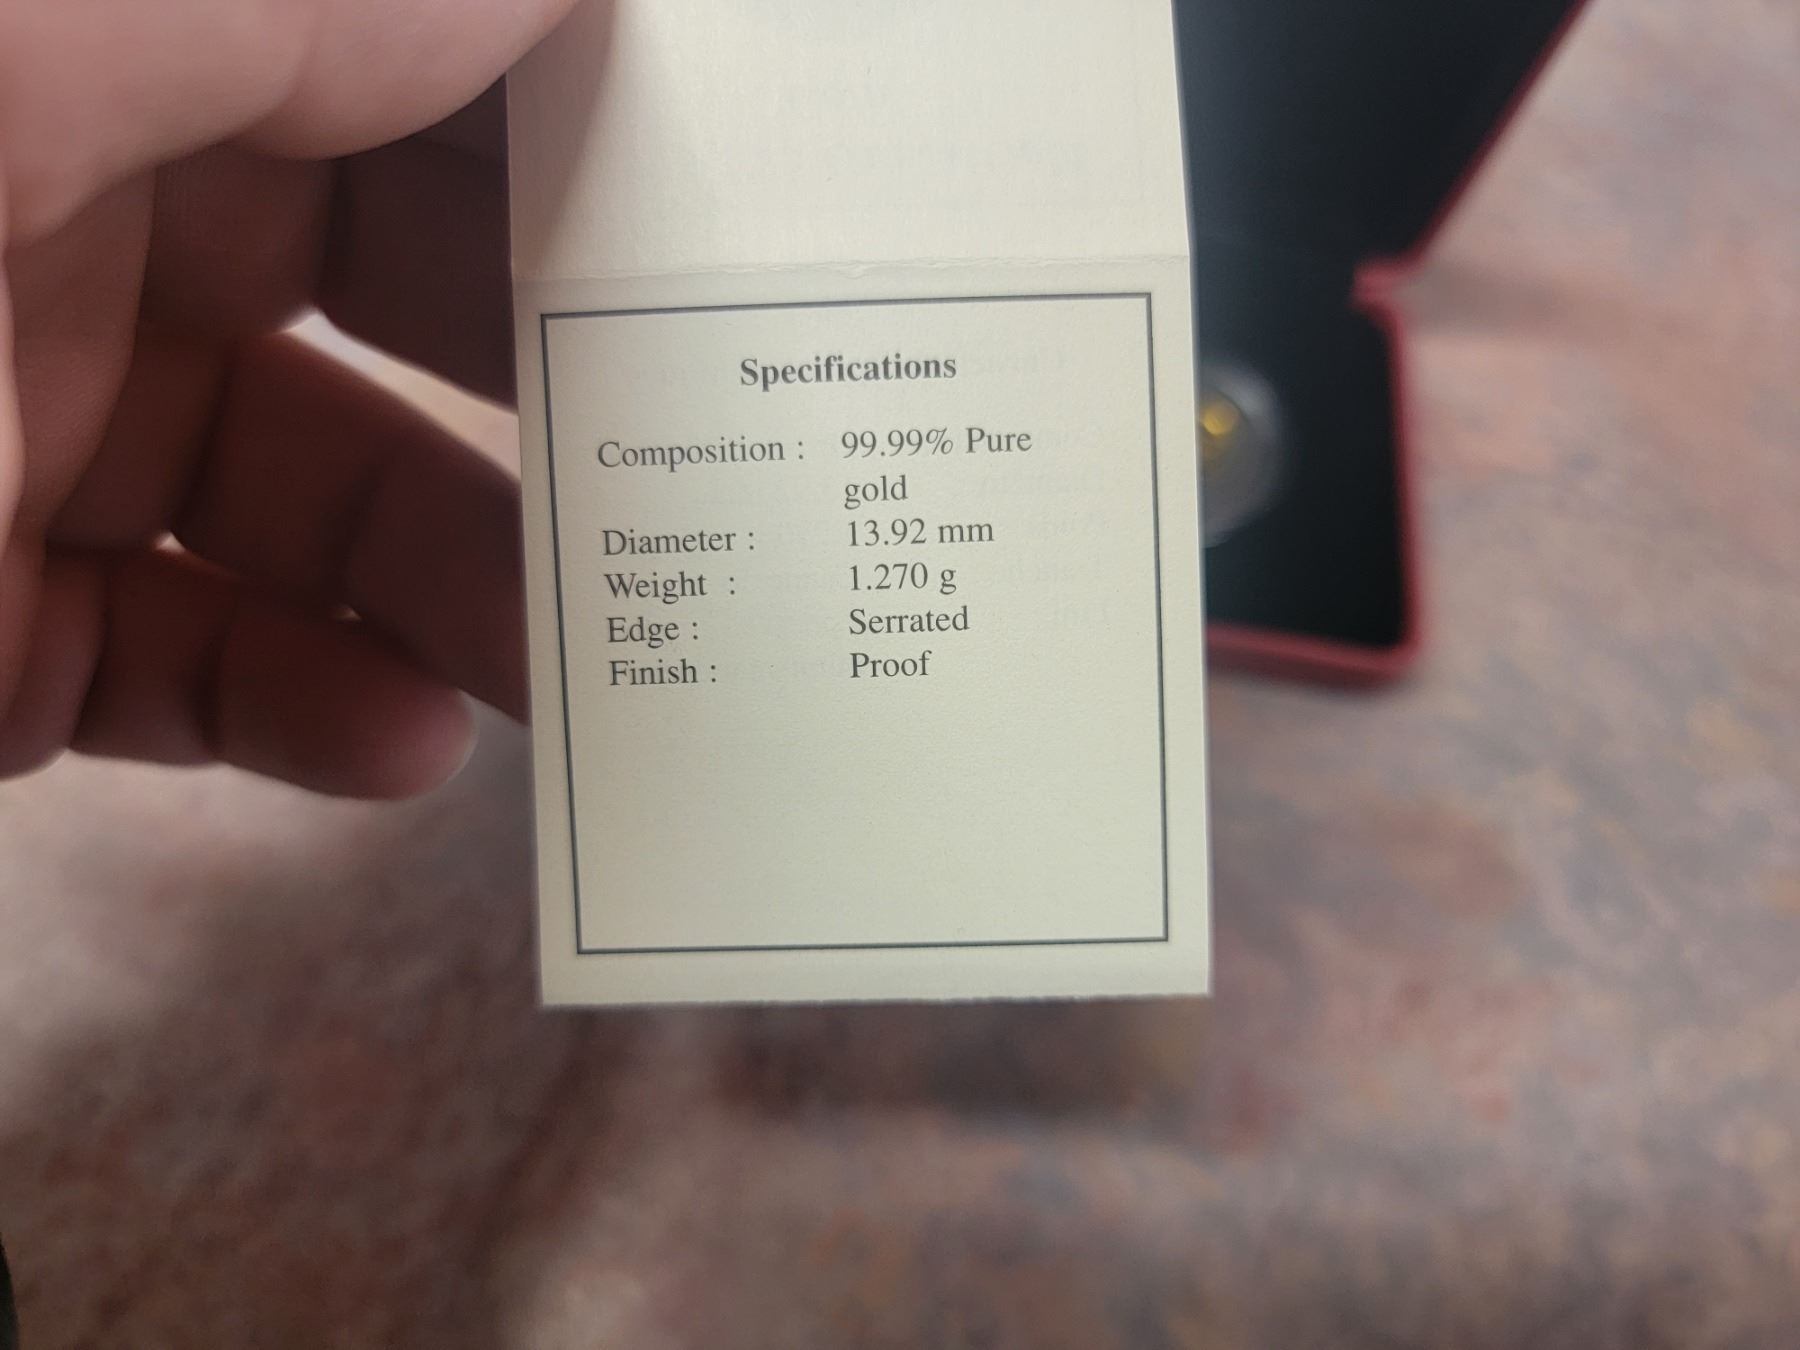 Specifications
Composition : 99.99% Pure
gold
Diameter : 13.92 mm
Weight : 1.270 g
Edge : Serrated
Finish : Proof